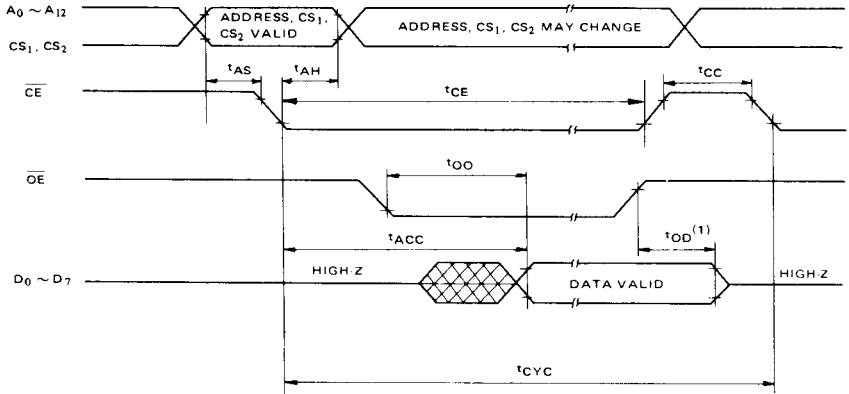 A0 ~ A12
ADDRESS, CS1,
CS2 VALID
ADDRESS, CS1, CS2 MAY CHANGE
CS1, CS2
tAS
tAH
tCE
tCC
CE
OE
tOO
tACC
tOD(1)
D0 ~ D7
HIGH-Z
DATA VALID
HIGH-Z
tCYC